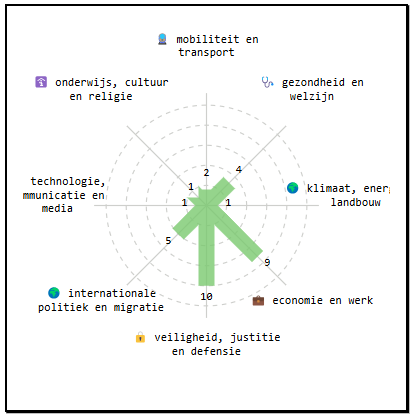 mobiliteit en
transport
onderwijs, cultuur
en religie
gezondheid en
welzijn
2
4
1
technologie,
mmunicatie en
media
1
1
klimaat, ener
landbouw
5
9
internationale
politiek en migratie
10
economie en werk
veiligheid, justitie
en defensie